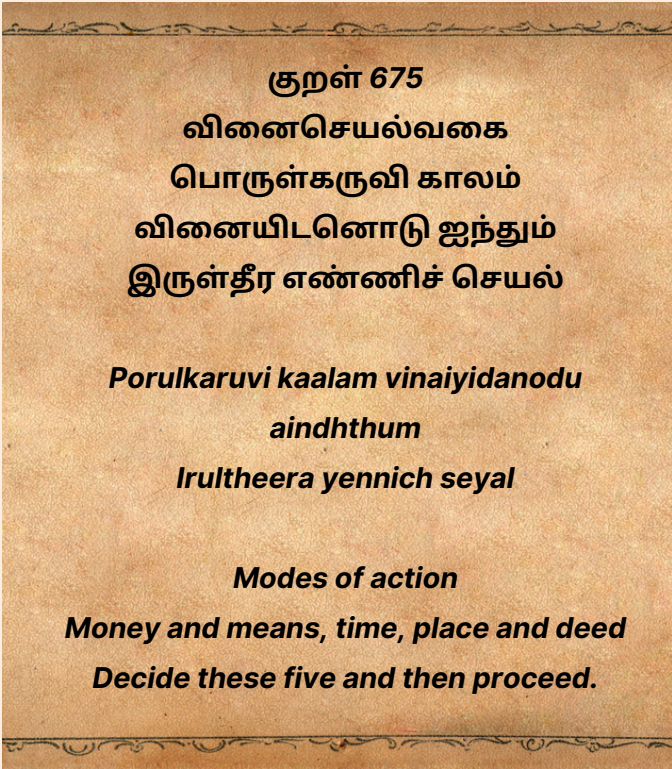 குறள் 675
வினைசெயல்வகை
பொருள்கருவி காலம்
வினையிடனொடு ஐந்தும்
இருள்தீர எண்ணிச் செயல்
Porulkaruvi kaalam vinaiyidanodu
aindhthum
Irultheera yennich seyal
Modes of action
Money and means, time, place and deed
Decide these five and then proceed.